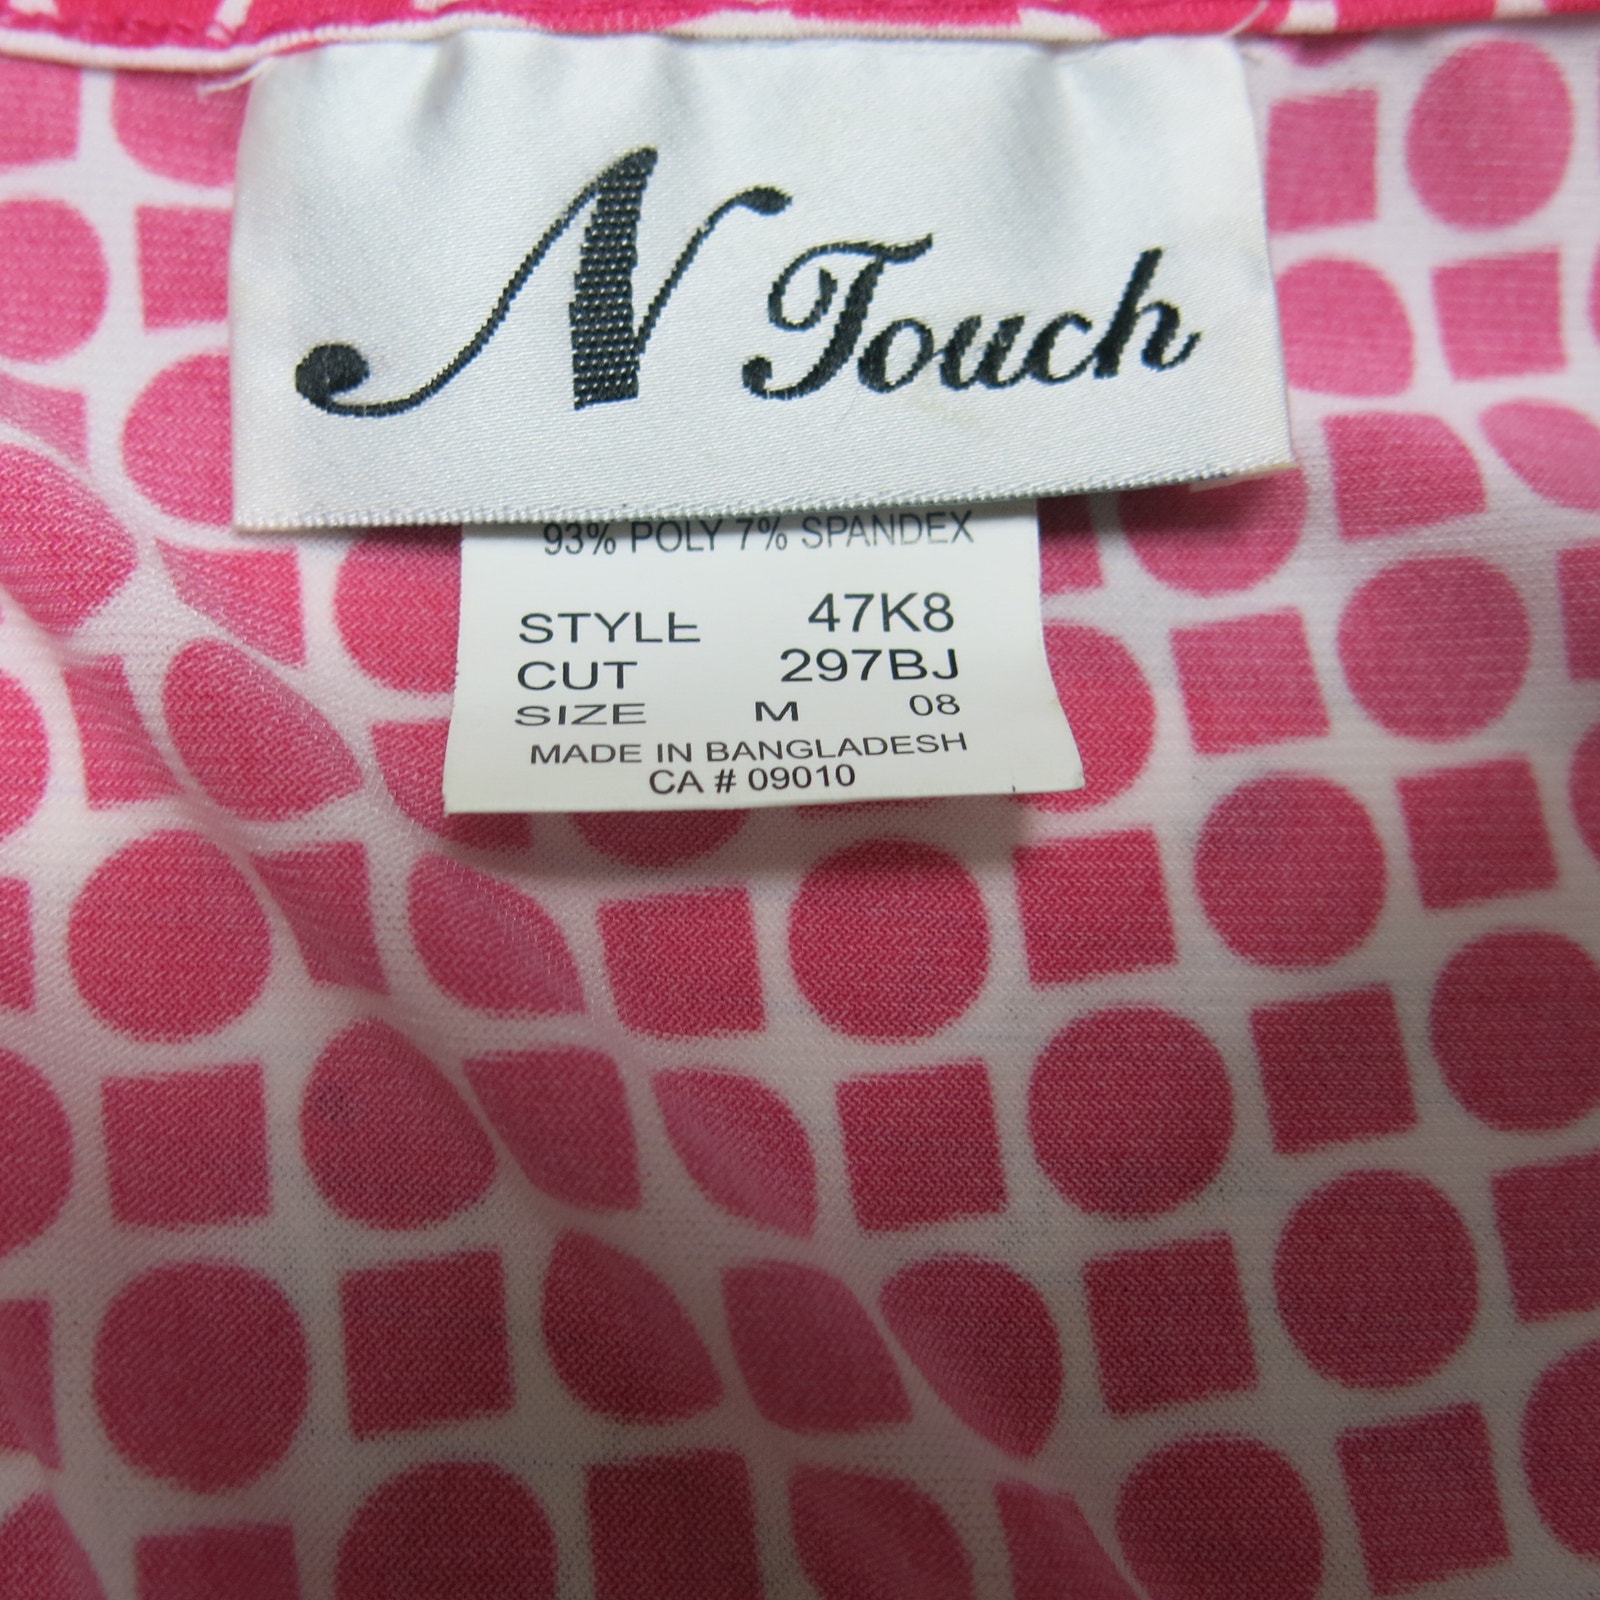 N Touch
93% POLY 7% SPANDEX
STYLE 47K8
CUT 297BJ
SIZE M 08
MADE IN BANGLADESH
CA # 09010